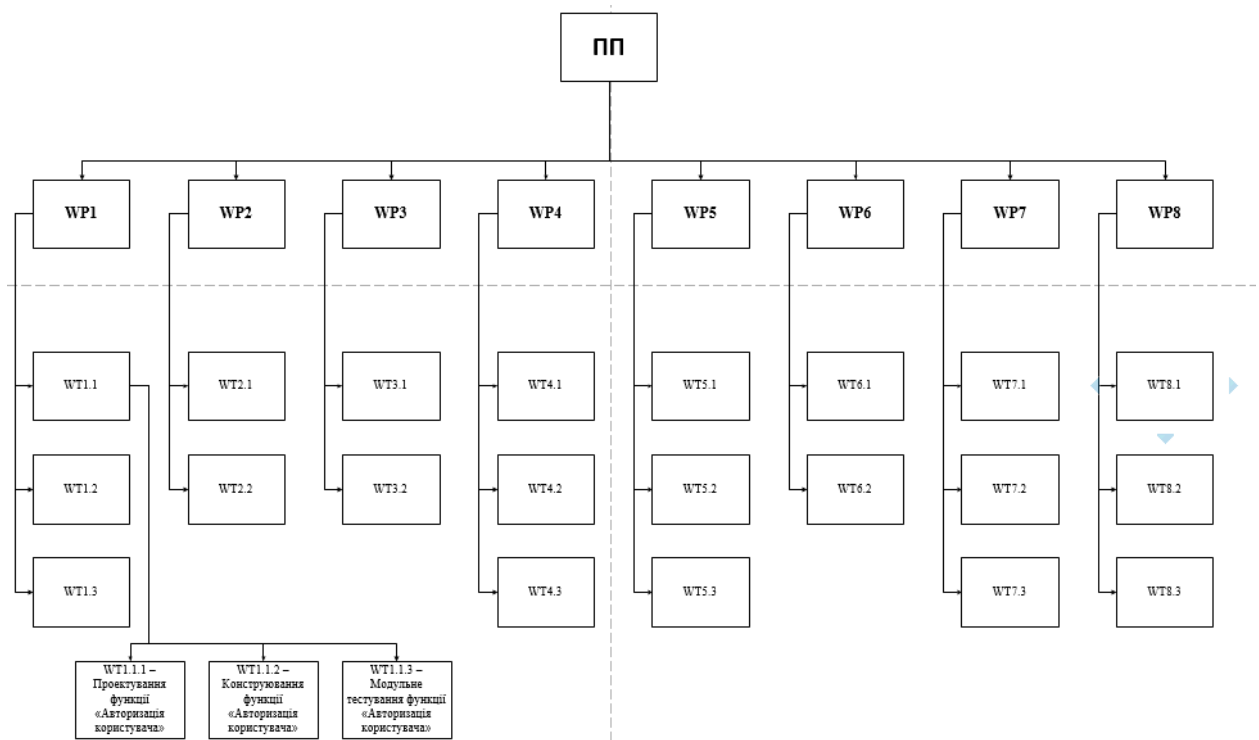 ПП
WP1
WP2
WP3
WP4
WP5
WP6
WP7
WP8
WT1.1
WT2.1
WT3.1
WT4.1
WT5.1
WT6.1
WT7.1
WT8.1
WT1.2
WT2.2
WT3.2
WT4.2
WT5.2
WT6.2
WT7.2
WT8.2
WT1.3
WT4.3
WT5.3
WT7.3
WT8.3
WT1.1.1 –
Проектування
функції
«Авторизація
користувача»
WT1.1.2 –
Конструювання
функції
«Авторизація
користувача»
WT1.1.3 –
Модульне
тестування функції
«Авторизація
користувача»